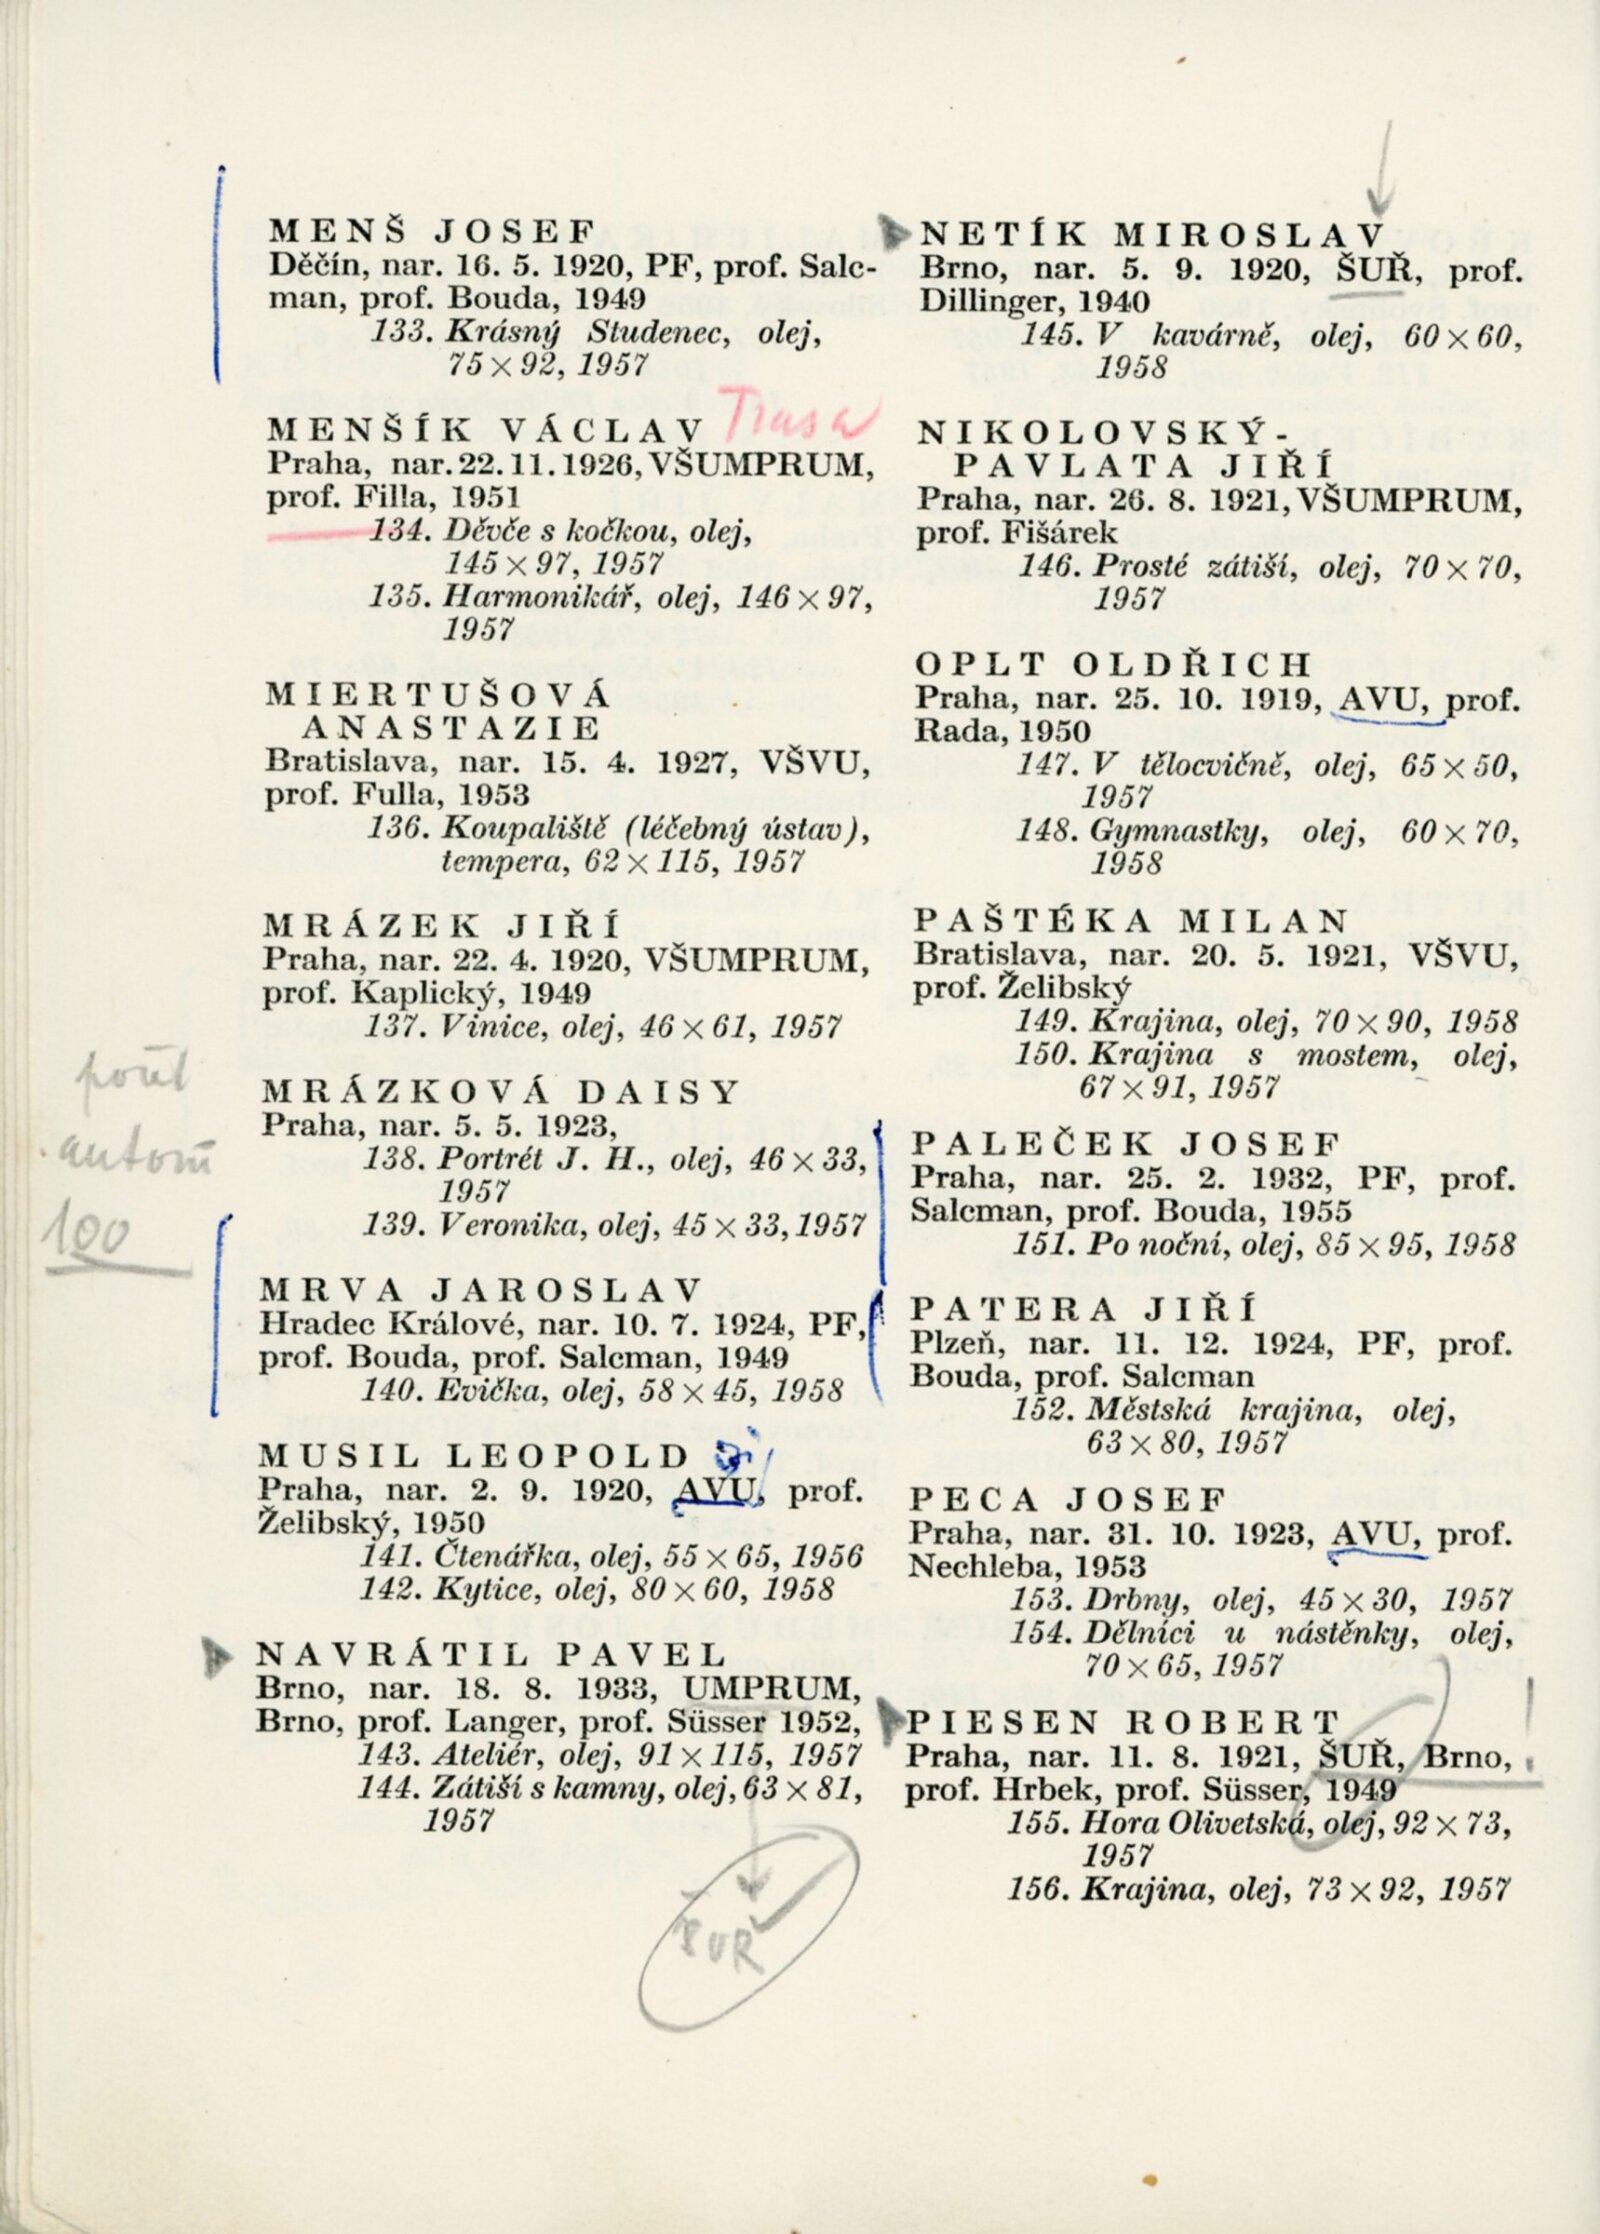 MENŠ JOSEF
Děčín, nar. 16. 5. 1920, PF, prof. Salc-
man, prof. Bouda, 1949
133. Krásný Studenec, olej,
75 × 92, 1957
MENŠÍK VÁCLAV Trasa
Praha, nar. 22. 11. 1926, VŠUMPRUM,
prof. Filla, 1951
134. Děvče s kočkou, olej,
145 × 97, 1957
135. Harmonikář, olej, 146 × 97,
1957
MIERTUŠOVÁ
ANASTAZIE
Bratislava, nar. 15. 4. 1927, VŠVU,
prof. Fulla, 1953
136. Koupaliště (léčebný ústav),
tempera, 62 × 115, 1957
MRÁZEK JIŘÍ
Praha, nar. 22. 4. 1920, VŠUMPRUM,
prof. Kaplický, 1949
137. Vinice, olej, 46 × 61, 1957
MRÁZKOVÁ DAISY
Praha, nar. 5. 5. 1923,
138. Portrét J. H., olej, 46 × 33,
1957
139. Veronika, olej, 45 × 33, 1957
100
MRVA JAROSLAV
Hradec Králové, nar. 10. 7. 1924, PF,
prof. Bouda, prof. Salcman, 1949
140. Evička, olej, 58 × 45, 1958
MUSIL LEOPOLD
Praha, nar. 2. 9. 1920, AVU, prof.
Želibský, 1950
141. Čtenářka, olej, 55 × 65, 1956
142. Kytice, olej, 80 × 60, 1958
NAVRÁTIL PAVEL
Brno, nar. 18. 8. 1933, UMPRUM,
Brno, prof. Langer, prof. Süsser 1952,
143. Ateliér, olej, 91 × 115, 1957
144. Zátiší s kamny, olej, 63 × 81,
1957
ŠUŘ
NETÍK MIROSLAV
Brno, nar. 5. 9. 1920, ŠUŘ, prof.
Dillinger, 1940
145. V kavárně, olej, 60 × 60,
1958
NIKOLOVSKÝ-
PAVLATA JIŘÍ
Praha, nar. 26. 8. 1921, VŠUMPRUM,
prof. Fišárek
146. Prosté zátiší, olej, 70 × 70,
1957
OPLT OLDŘICH
Praha, nar. 25. 10. 1919, AVU, prof.
Rada, 1950
147. V tělocvičně, olej, 65 × 50,
1957
148. Gymnastky, olej, 60 × 70,
1958
PAŠTÉKA MILAN
Bratislava, nar. 20. 5. 1921, VŠVU,
prof. Želibský
149. Krajina, olej, 70 × 90, 1958
150. Krajina s mostem, olej,
67 × 91, 1957
PALEČEK JOSEF
Praha, nar. 25. 2. 1932, PF, prof.
Salcman, prof. Bouda, 1955
151. Po noční, olej, 85 × 95, 1958
PATERA JIŘÍ
Plzeň, nar. 11. 12. 1924, PF, prof.
Bouda, prof. Salcman
152. Městská krajina, olej,
63 × 80, 1957
PECA JOSEF
Praha, nar. 31. 10. 1923, AVU, prof.
Nechleba, 1953
153. Drbny, olej, 45 × 30, 1957
154. Dělníci u nástěnky, olej,
70 × 65, 1957
PIESEN ROBERT
Praha, nar. 11. 8. 1921, ŠUŘ, Brno, !
prof. Hrbek, prof. Süsser, 1949
155. Hora Olivetská, olej, 92 × 73,
1957
156. Krajina, olej, 73 × 92, 1957